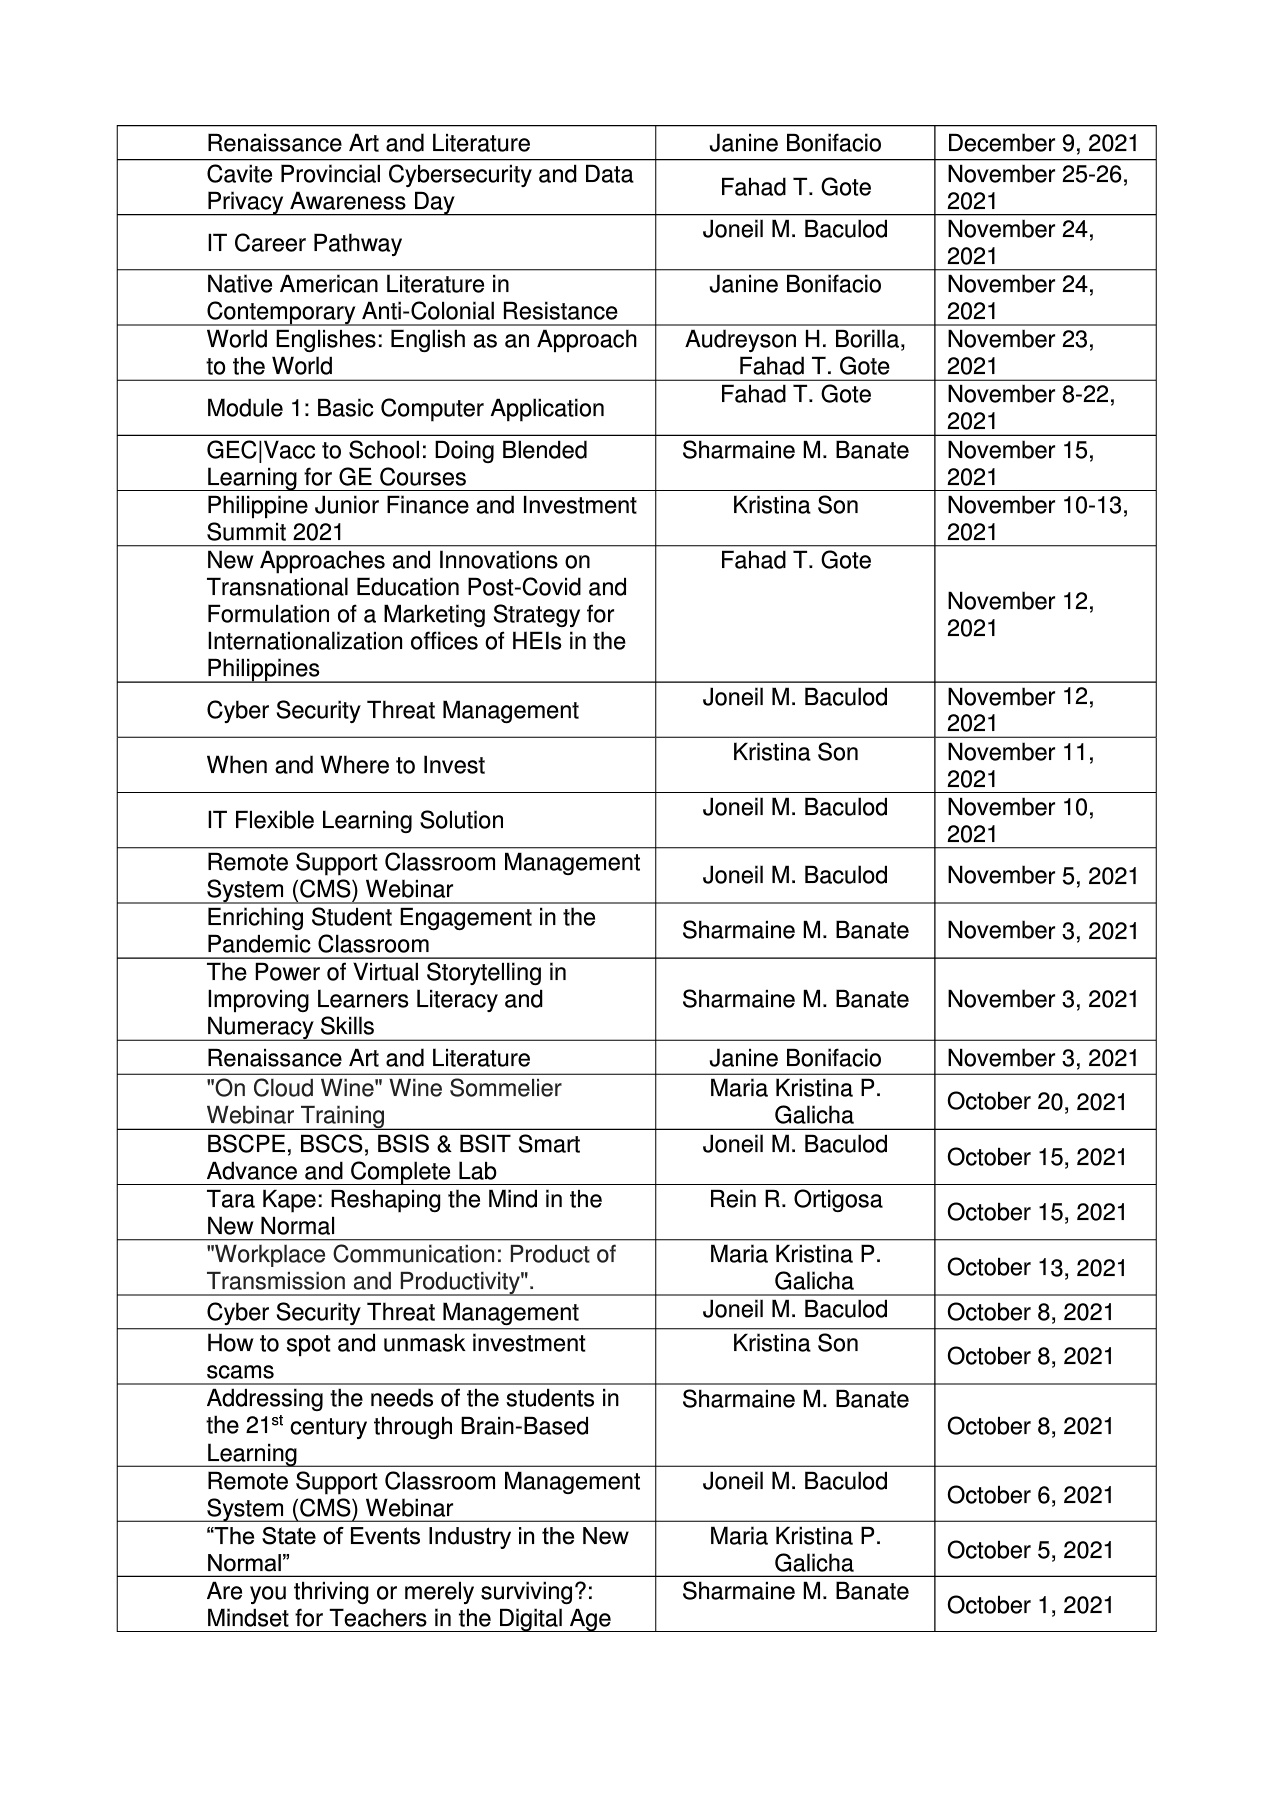 Renaissance Art and Literature
Janine Bonifacio
December 9, 2021
Cavite Provincial Cybersecurity and Data
Privacy Awareness Day
Fahad T. Gote
November 25-26,
2021
IT Career Pathway
Joneil M. Baculod
November 24,
2021
Native American Literature in
Contemporary Anti-Colonial Resistance
Janine Bonifacio
November 24,
2021
World Englishes: English as an Approach
to the World
Audreyson H. Borilla,
Fahad T. Gote
November 23,
2021
Module 1: Basic Computer Application
Fahad T. Gote
November 8-22,
2021
GEC|Vacc to School: Doing Blended
Learning for GE Courses
Sharmaine M. Banate
November 15,
2021
Philippine Junior Finance and Investment
Summit 2021
Kristina Son
November 10-13,
2021
New Approaches and Innovations on
Transnational Education Post-Covid and
Formulation of a Marketing Strategy for
Internationalization offices of HEIs in the
Philippines
Fahad T. Gote
November 12,
2021
Cyber Security Threat Management
Joneil M. Baculod
November 12,
2021
When and Where to Invest
Kristina Son
November 11,
2021
IT Flexible Learning Solution
Joneil M. Baculod
November 10,
2021
Remote Support Classroom Management
System (CMS) Webinar
Joneil M. Baculod
November 5, 2021
Enriching Student Engagement in the
Pandemic Classroom
Sharmaine M. Banate
November 3, 2021
The Power of Virtual Storytelling in
Improving Learners Literacy and
Numeracy Skills
Sharmaine M. Banate
November 3, 2021
Renaissance Art and Literature
Janine Bonifacio
November 3, 2021
"On Cloud Wine" Wine Sommelier
Webinar Training
Maria Kristina P.
Galicha
October 20, 2021
BSCPE, BSCS, BSIS & BSIT Smart
Advance and Complete Lab
Joneil M. Baculod
October 15, 2021
Tara Kape: Reshaping the Mind in the
New Normal
Rein R. Ortigosa
October 15, 2021
"Workplace Communication: Product of
Transmission and Productivity".
Maria Kristina P.
Galicha
October 13, 2021
Cyber Security Threat Management
Joneil M. Baculod
October 8, 2021
How to spot and unmask investment
scams
Kristina Son
October 8, 2021
Addressing the needs of the students in
the 21st century through Brain-Based
Learning
Sharmaine M. Banate
October 8, 2021
Remote Support Classroom Management
System (CMS) Webinar
Joneil M. Baculod
October 6, 2021
“The State of Events Industry in the New
Normal”
Maria Kristina P.
Galicha
October 5, 2021
Are you thriving or merely surviving?:
Mindset for Teachers in the Digital Age
Sharmaine M. Banate
October 1, 2021